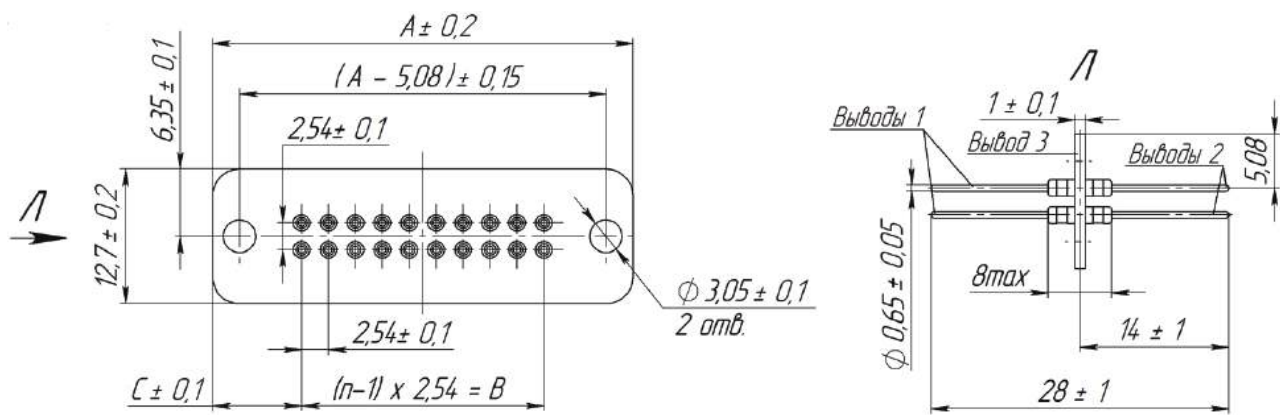 A ± 0,2
(A − 5,08) ± 0,15
6,35 ± 0,1
2,54 ± 0,1
Л
12,7 ± 0,2
⌀ 3,05 ± 0,1
2 отв.
2,54 ± 0,1
C ± 0,1
(n−1) x 2,54 = B
Л
1 ± 0,1
Выводы 1
Вывод 3
Выводы 2
5,08
⌀ 0,65 ± 0,05
8max
14 ± 1
28 ± 1